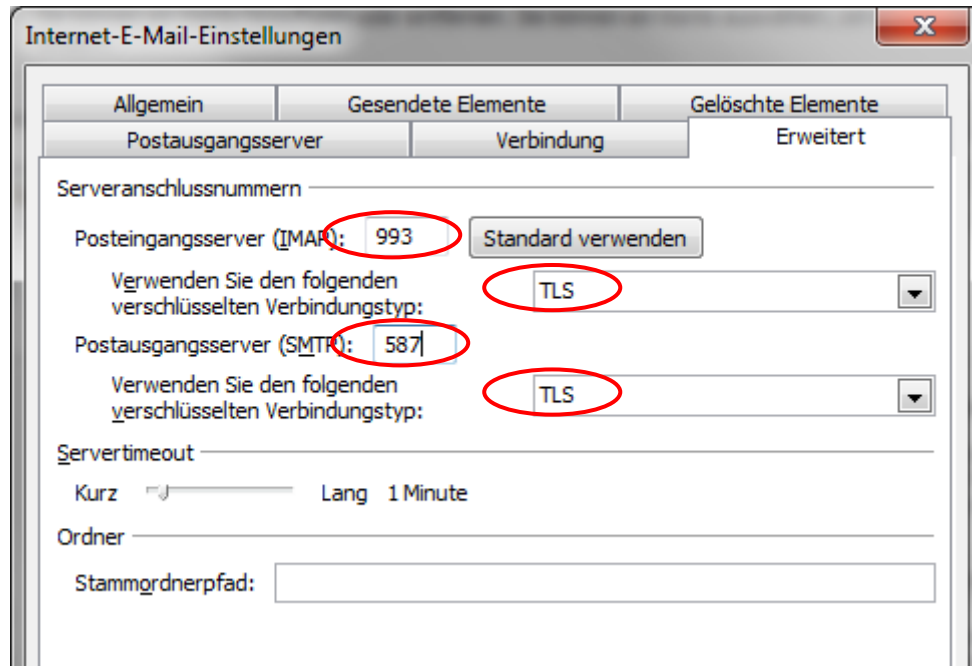 Internet-E-Mail-Einstellungen
Allgemein Gesendete Elemente Gelöschte Elemente
Postausgangsserver Verbindung Erweitert
Serveranschlussnummern
Posteingangsserver (IMAP): 993 Standard verwenden
Verwenden Sie den folgenden
verschlüsselten Verbindungstyp: TLS
Postausgangsserver (SMTP): 587
Verwenden Sie den folgenden
verschlüsselten Verbindungstyp: TLS
Servertimeout
Kurz Lang 1 Minute
Ordner
Stammordnerpfad: